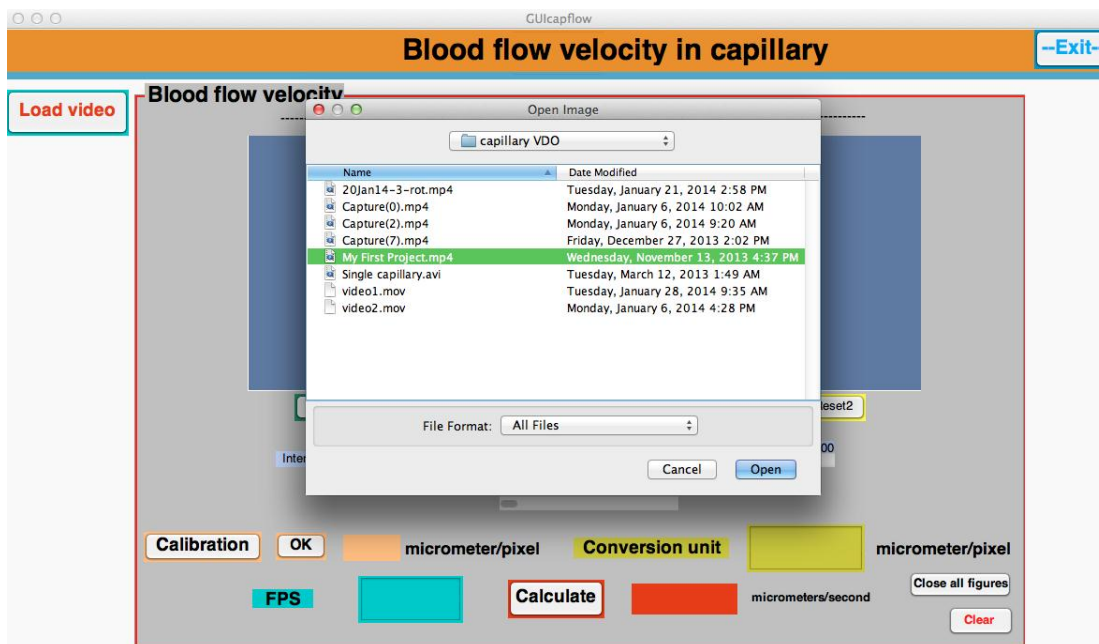 GUIcapflow
Blood flow velocity in capillary
--Exit-
Load video
Blood flow velocity
Open Image
capillary VDO
Name Date Modified
20Jan14-3-rot.mp4 Tuesday, January 21, 2014 2:58 PM
Capture(0).mp4 Monday, January 6, 2014 10:02 AM
Capture(2).mp4 Monday, January 6, 2014 9:20 AM
Capture(7).mp4 Friday, December 27, 2013 2:02 PM
My First Project.mp4 Wednesday, November 13, 2013 4:37 PM
Single capillary.avi Tuesday, March 12, 2013 1:49 AM
video1.mov Tuesday, January 28, 2014 9:35 AM
video2.mov Monday, January 6, 2014 4:28 PM
eset2
File Format: All Files
Inter 00
Cancel Open
Calibration OK micrometer/pixel Conversion unit micrometer/pixel
FPS Calculate micrometers/second Close all figures
Clear